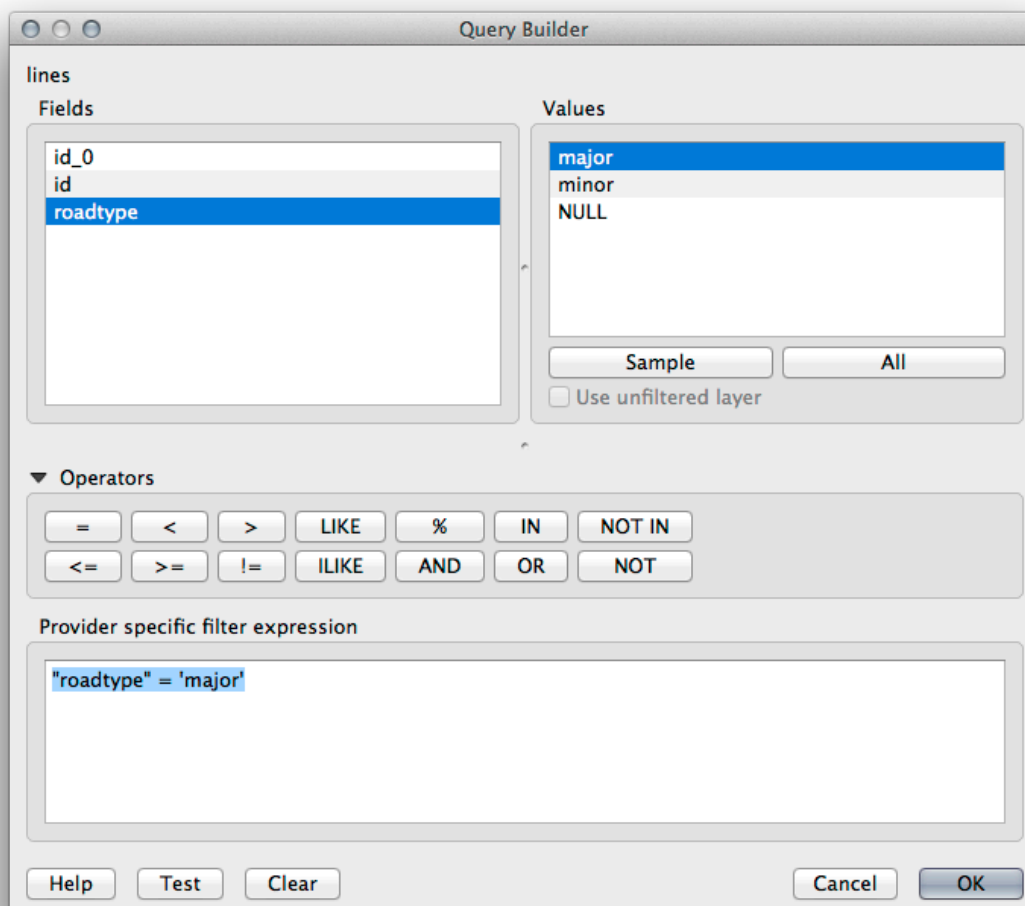 Query Builder
lines
Fields
Values
id_0
id
roadtype
major
minor
NULL
Sample
All
Use unfiltered layer
Operators
= < > LIKE % IN NOT IN
<= >= != ILIKE AND OR NOT
Provider specific filter expression
"roadtype" = 'major'
Help Test Clear Cancel OK